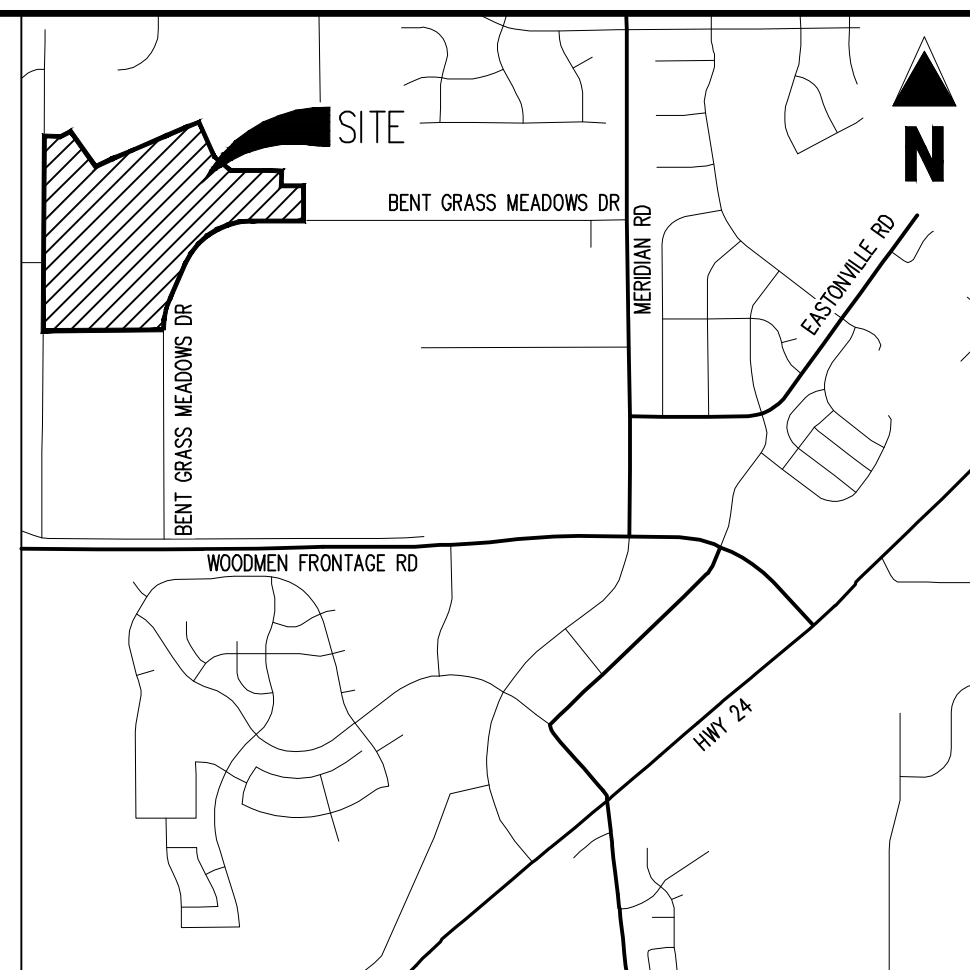 SITE
N
BENT GRASS MEADOWS DR
MERIDIAN RD
EASTONVILLE RD
BENT GRASS MEADOWS DR
WOODMEN FRONTAGE RD
HWY 24